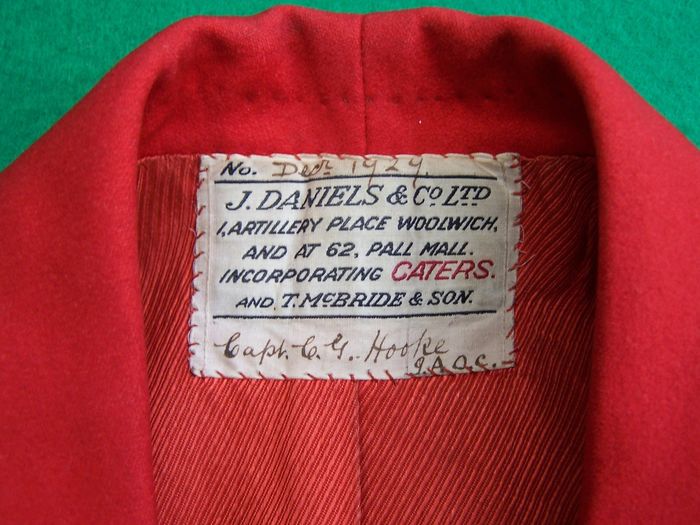 No. Decr 1929.
J. DANIELS & Co LTD
1, ARTILLERY PLACE WOOLWICH,
AND AT 62, PALL MALL.
INCORPORATING CATERS.
AND T. McBRIDE & SON.
Capt. C. G. Hooke
I.A.O.C.